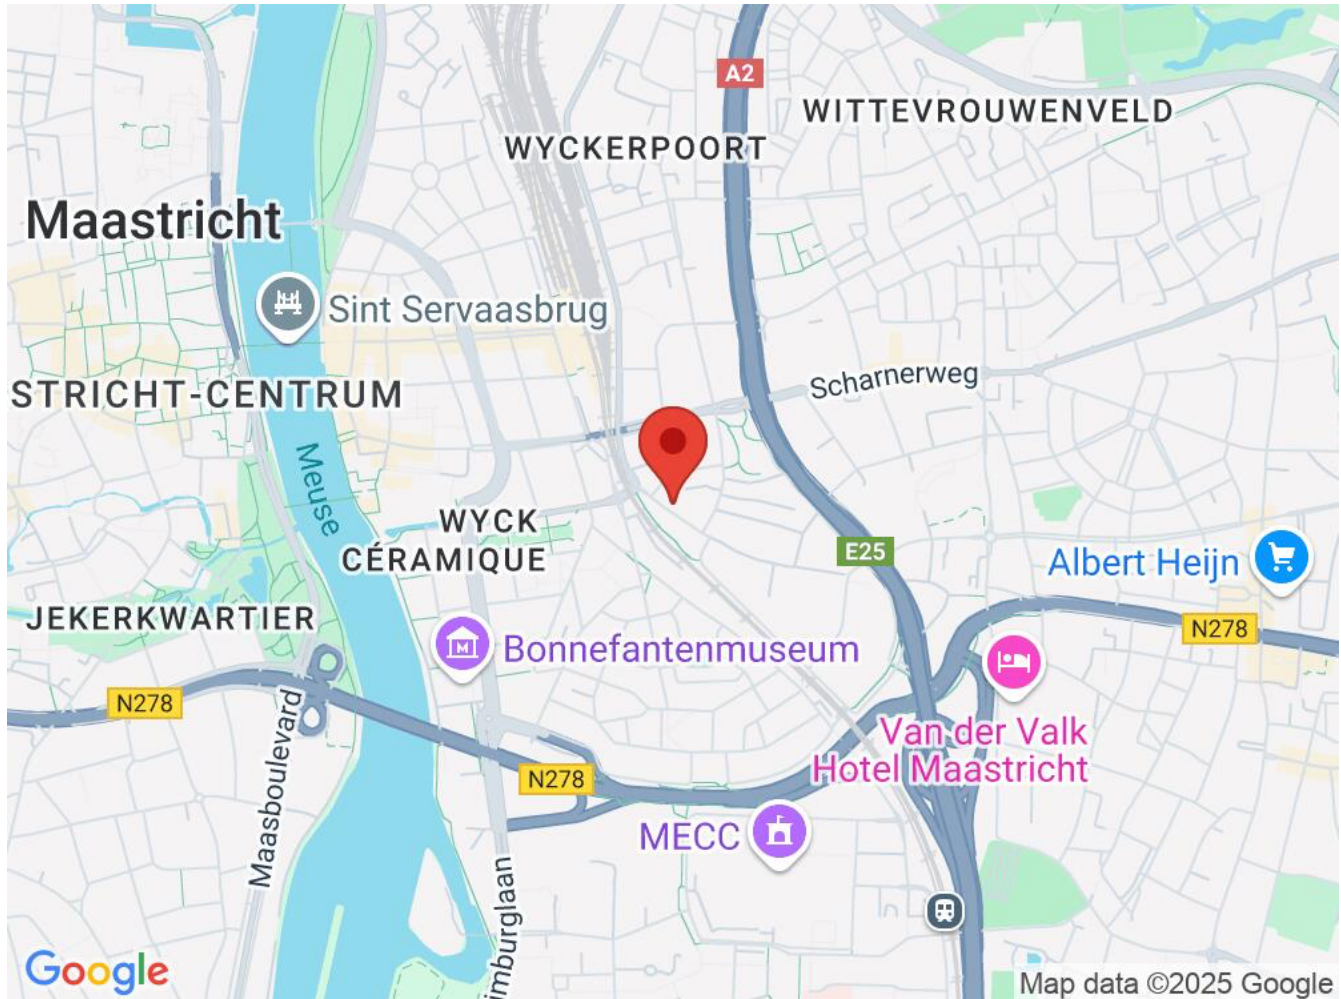 A2
WITTEVROUWENVELD
WYCKERPOORT
Maastricht
Sint Servaasbrug
Scharnerweg
STRICHT-CENTRUM
Meuse
WYCK
CÉRAMIQUE
E25
Albert Heijn
JEKERKWARTIER
N278
Bonnefantenmuseum
N278
Maasboulevard
Van der Valk
Hotel Maastricht
N278
MECC
imburglaan
Google
Map data ©2025 Google